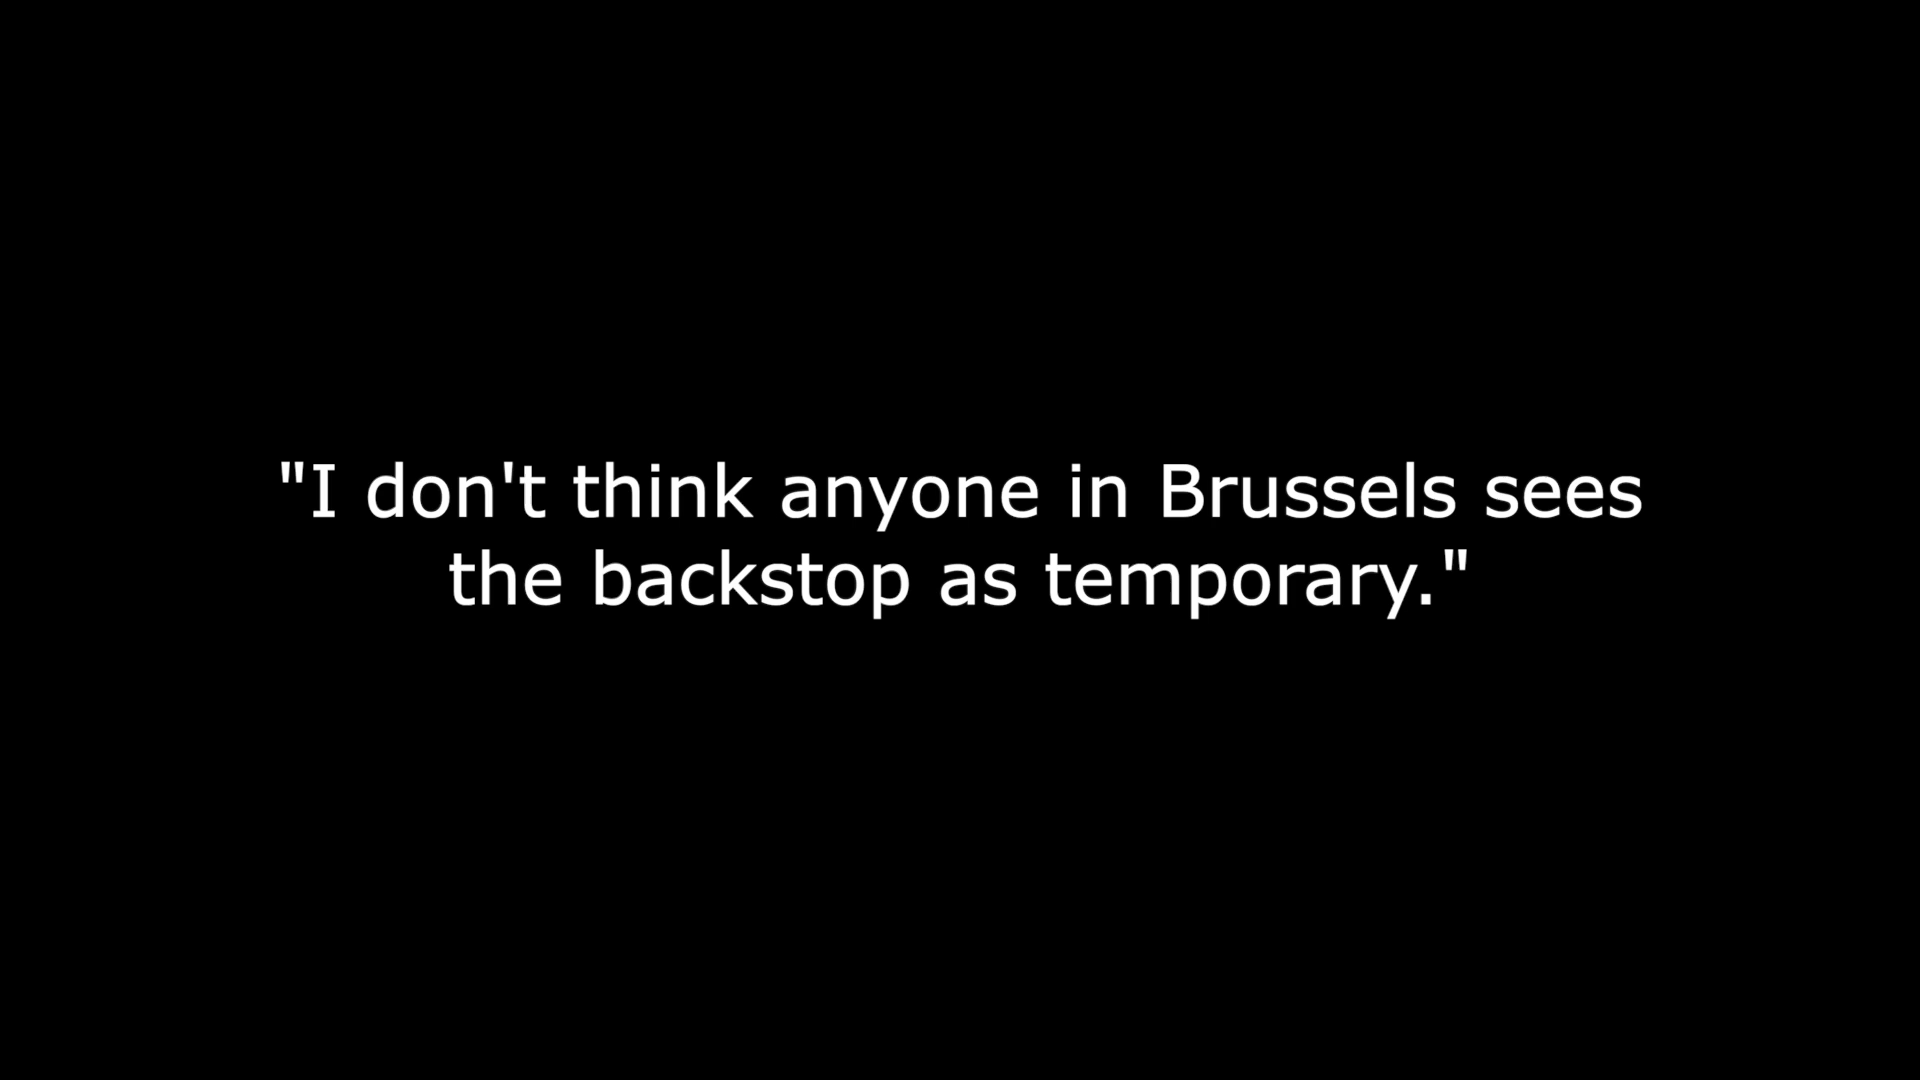 "I don't think anyone in Brussels sees
the backstop as temporary."